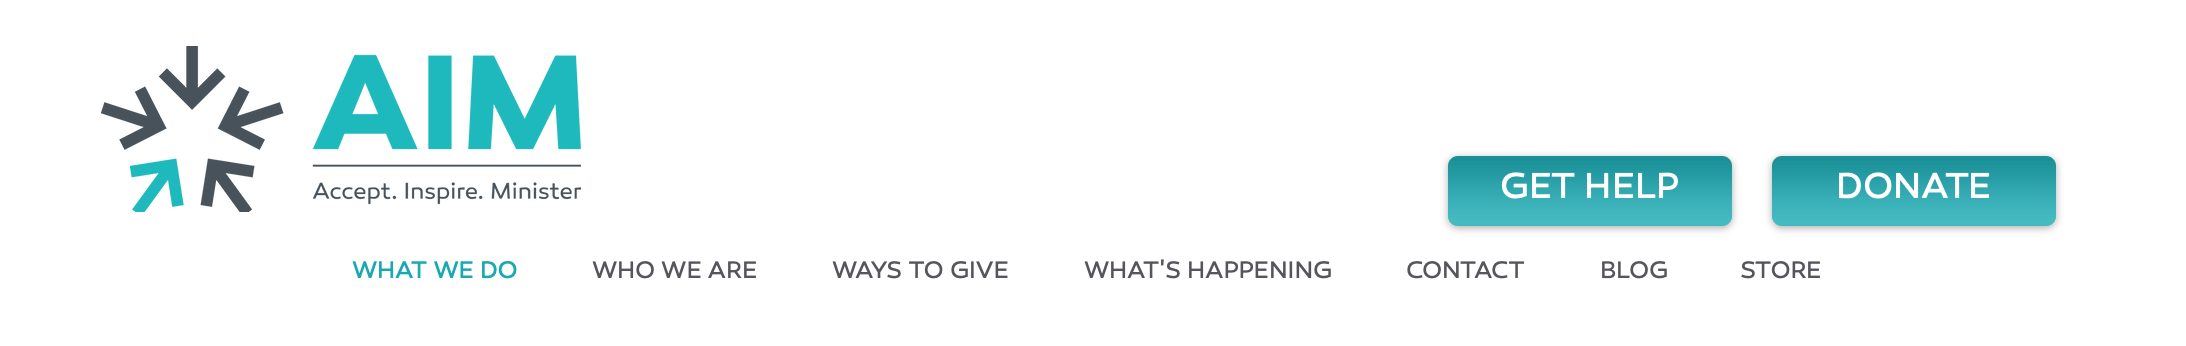 AIM
Accept. Inspire. Minister
GET HELP
DONATE
WHAT WE DO
WHO WE ARE
WAYS TO GIVE
WHAT'S HAPPENING
CONTACT
BLOG
STORE